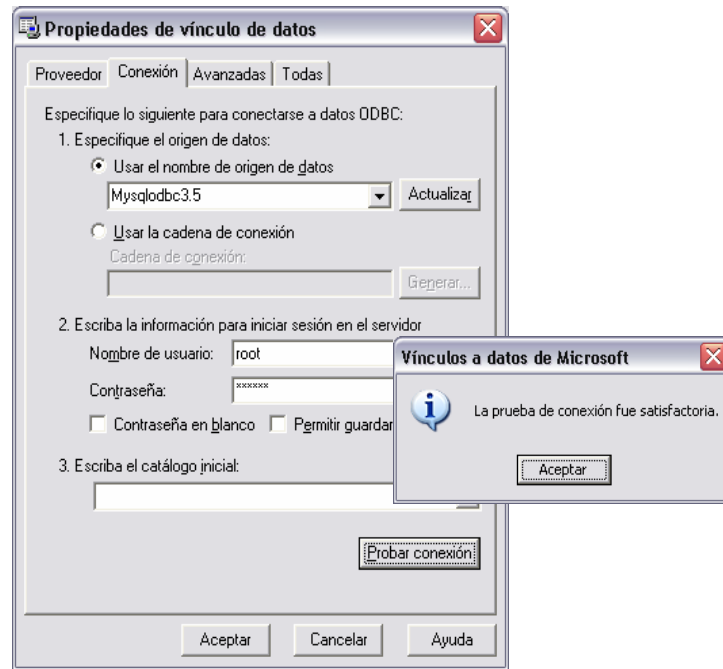 Propiedades de vínculo de datos
Proveedor Conexión Avanzadas Todas
Especifique lo siguiente para conectarse a datos ODBC:
1. Especifique el origen de datos:
Usar el nombre de origen de datos
Mysqlodbc3.5 Actualizar
Usar la cadena de conexión
Cadena de conexión:
Generar...
2. Escriba la información para iniciar sesión en el servidor
Nombre de usuario: root
Contraseña: ******
Contraseña en blanco Permitir guardar
3. Escriba el catálogo inicial:
Probar conexión
Aceptar Cancelar Ayuda
Vínculos a datos de Microsoft
La prueba de conexión fue satisfactoria.
Aceptar